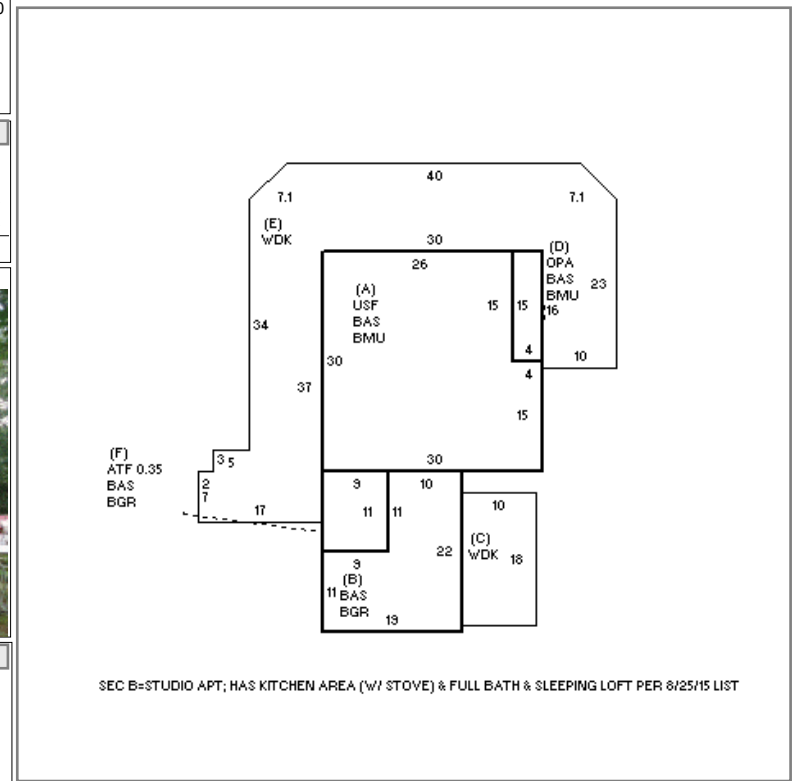 40
7.1
7.1
(E)
WDK
30
26
(D)
OPA
BAS
BMU
16
23
(A)
USF
BAS
BMU
15
15
34
30
4
10
4
37
15
(F)
ATF 0.35
BAS
BGR
3
5
30
2
7
9
10
10
17
11
11
(C)
WDK
22
18
9
(B)
BAS
BGR
11
19
SEC B=STUDIO APT; HAS KITCHEN AREA (W/ STOVE) & FULL BATH & SLEEPING LOFT PER 8/25/15 LIST